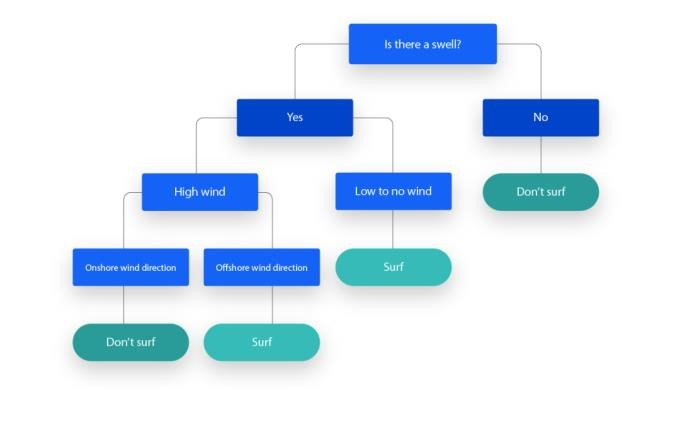 Is there a swell?
Yes
No
High wind
Low to no wind
Don't surf
Onshore wind direction
Offshore wind direction
Surf
Don't surf
Surf